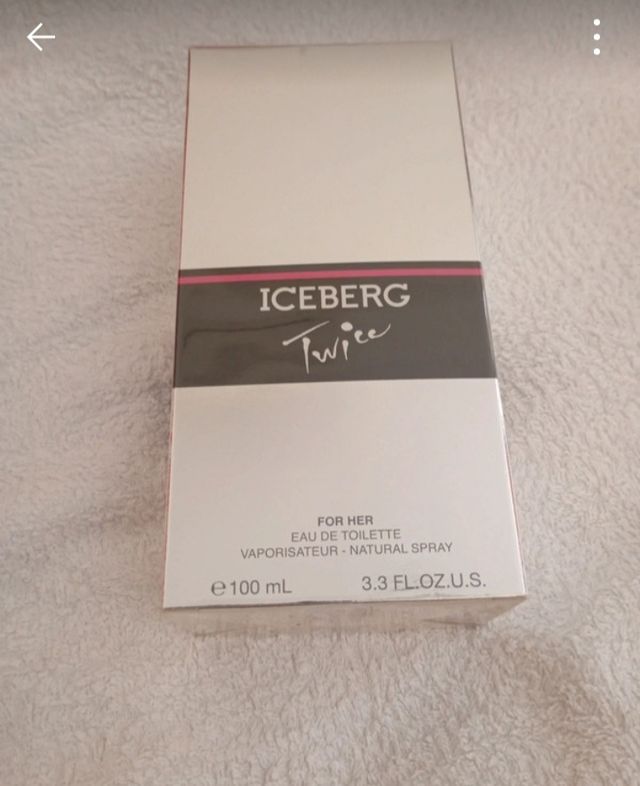 ICEBERG
Twice
FOR HER
EAU DE TOILETTE
VAPORISATEUR - NATURAL SPRAY
℮ 100 mL 3.3 FL.OZ.U.S.